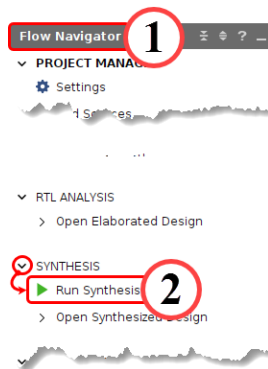 Flow Navigator
1
? _
PROJECT MANAG
Settings
RTL ANALYSIS
Open Elaborated Design
SYNTHESIS
Run Synthesis
2
Open Synthesized Design